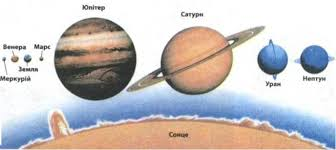 Юпітер
Сатурн
Венера
Марс
Земля
Меркурій
Уран
Нептун
Сонце